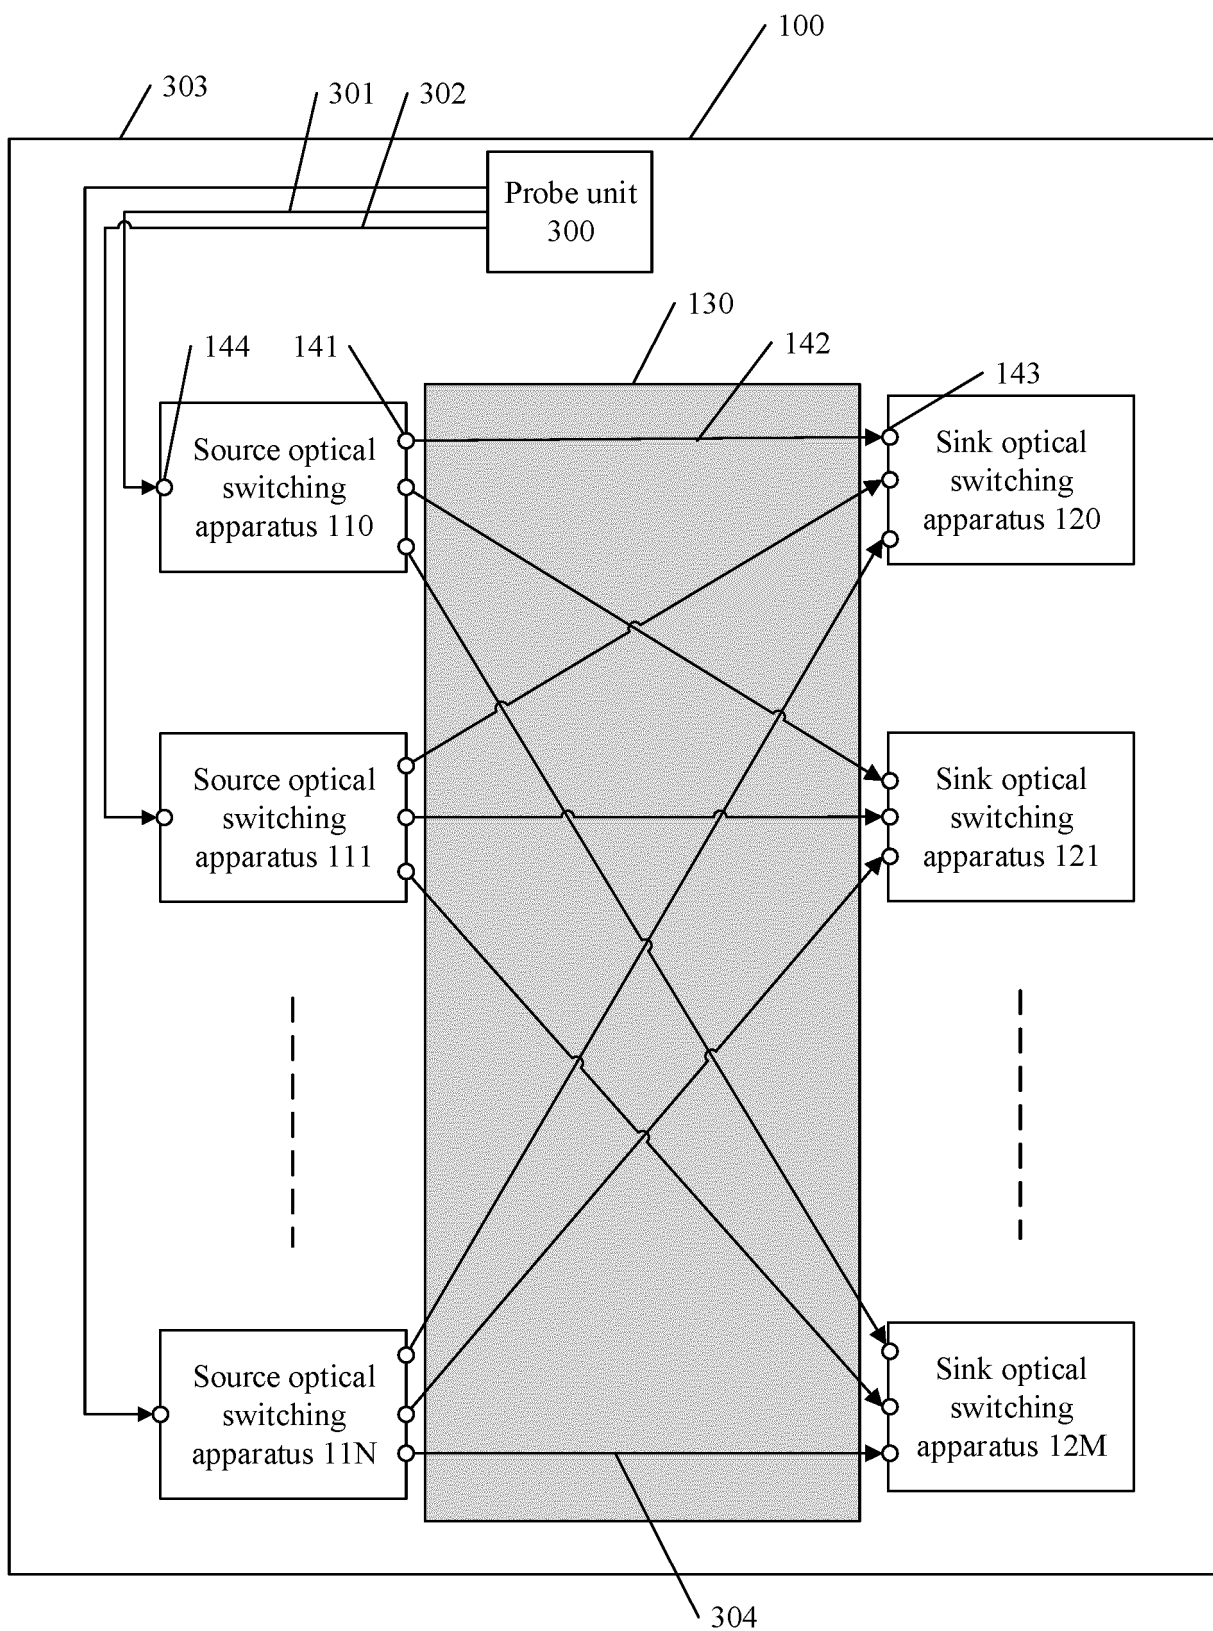 100
303
301
302
Probe unit
300
130
144
141
142
143
Source optical
switching
apparatus 110
Sink optical
switching
apparatus 120
Source optical
switching
apparatus 111
Sink optical
switching
apparatus 121
Source optical
switching
apparatus 11N
Sink optical
switching
apparatus 12M
304